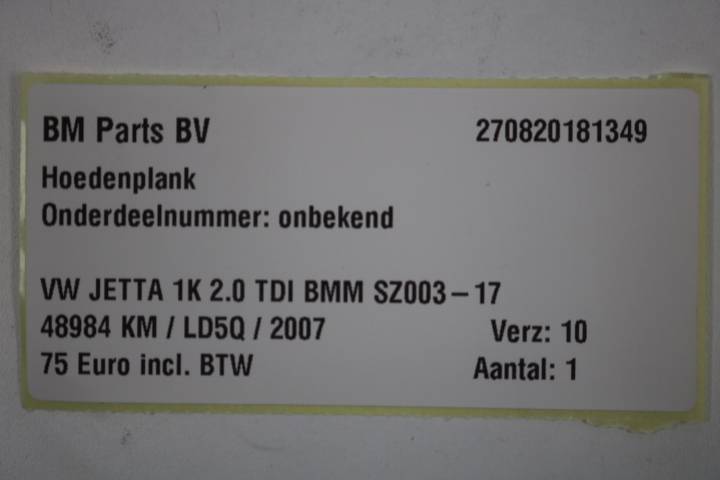 BM Parts BV 270820181349
Hoedenplank
Onderdeelnummer: onbekend
VW JETTA 1K 2.0 TDI BMM SZ003-17
48984 KM / LD5Q / 2007 Verz: 10
75 Euro incl. BTW Aantal: 1